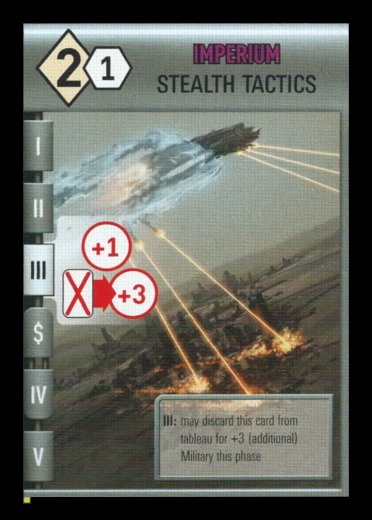 2
1
IMPERIUM
STEALTH TACTICS
I
II
III
+1
+3
$
IV
V
III: may discard this card from
tableau for +3 (additional)
Military this phase